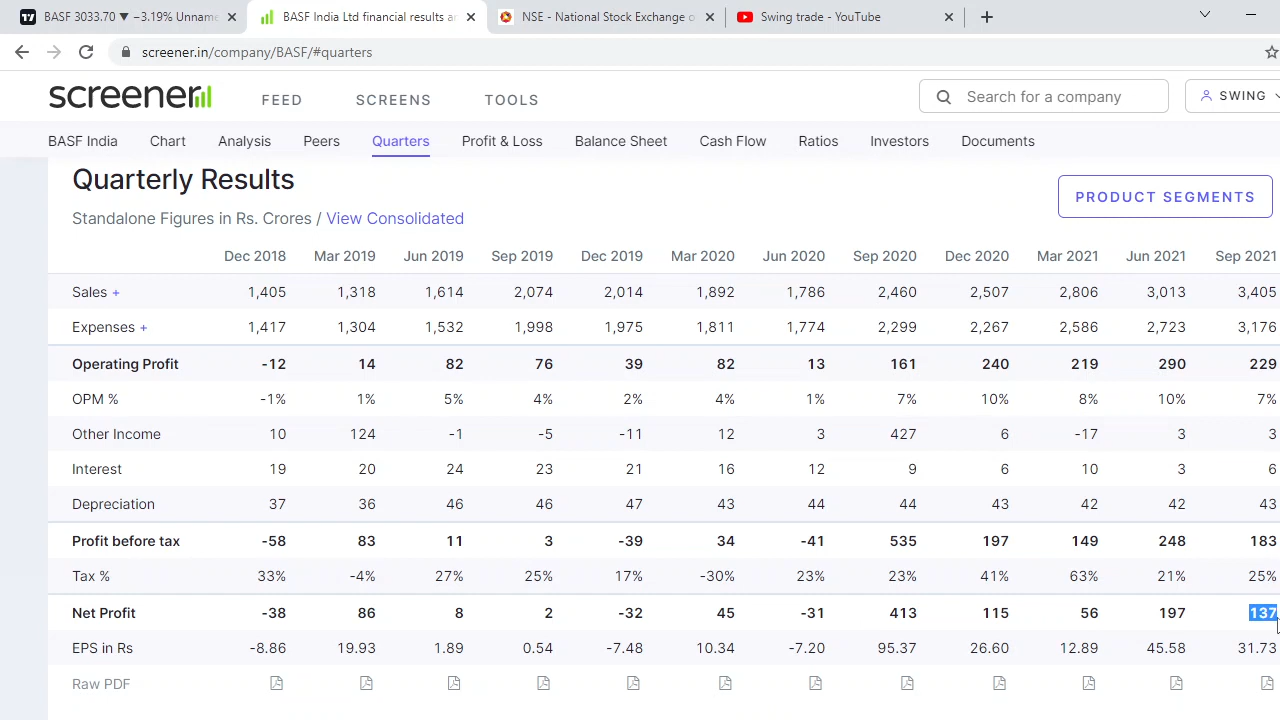 BASF 3033.70 ▼ −3.19% Unname
BASF India Ltd financial results ar
NSE - National Stock Exchange o
Swing trade - YouTube
screener.in/company/BASF/#quarters
screener
FEED
SCREENS
TOOLS
Search for a company
SWING
BASF India
Chart
Analysis
Peers
Quarters
Profit & Loss
Balance Sheet
Cash Flow
Ratios
Investors
Documents
Quarterly Results
PRODUCT SEGMENTS
Standalone Figures in Rs. Crores / View Consolidated
Dec 2018 Mar 2019 Jun 2019 Sep 2019 Dec 2019 Mar 2020 Jun 2020 Sep 2020 Dec 2020 Mar 2021 Jun 2021 Sep 2021
Sales + 1,405 1,318 1,614 2,074 2,014 1,892 1,786 2,460 2,507 2,806 3,013 3,405
Expenses + 1,417 1,304 1,532 1,998 1,975 1,811 1,774 2,299 2,267 2,586 2,723 3,176
Operating Profit -12 14 82 76 39 82 13 161 240 219 290 229
OPM % -1% 1% 5% 4% 2% 4% 1% 7% 10% 8% 10% 7%
Other Income 10 124 -1 -5 -11 12 3 427 6 -17 3 3
Interest 19 20 24 23 21 16 12 9 6 10 3 6
Depreciation 37 36 46 46 47 43 44 44 43 42 42 43
Profit before tax -58 83 11 3 -39 34 -41 535 197 149 248 183
Tax % 33% -4% 27% 25% 17% -30% 23% 23% 41% 63% 21% 25%
Net Profit -38 86 8 2 -32 45 -31 413 115 56 197 137
EPS in Rs -8.86 19.93 1.89 0.54 -7.48 10.34 -7.20 95.37 26.60 12.89 45.58 31.73
Raw PDF